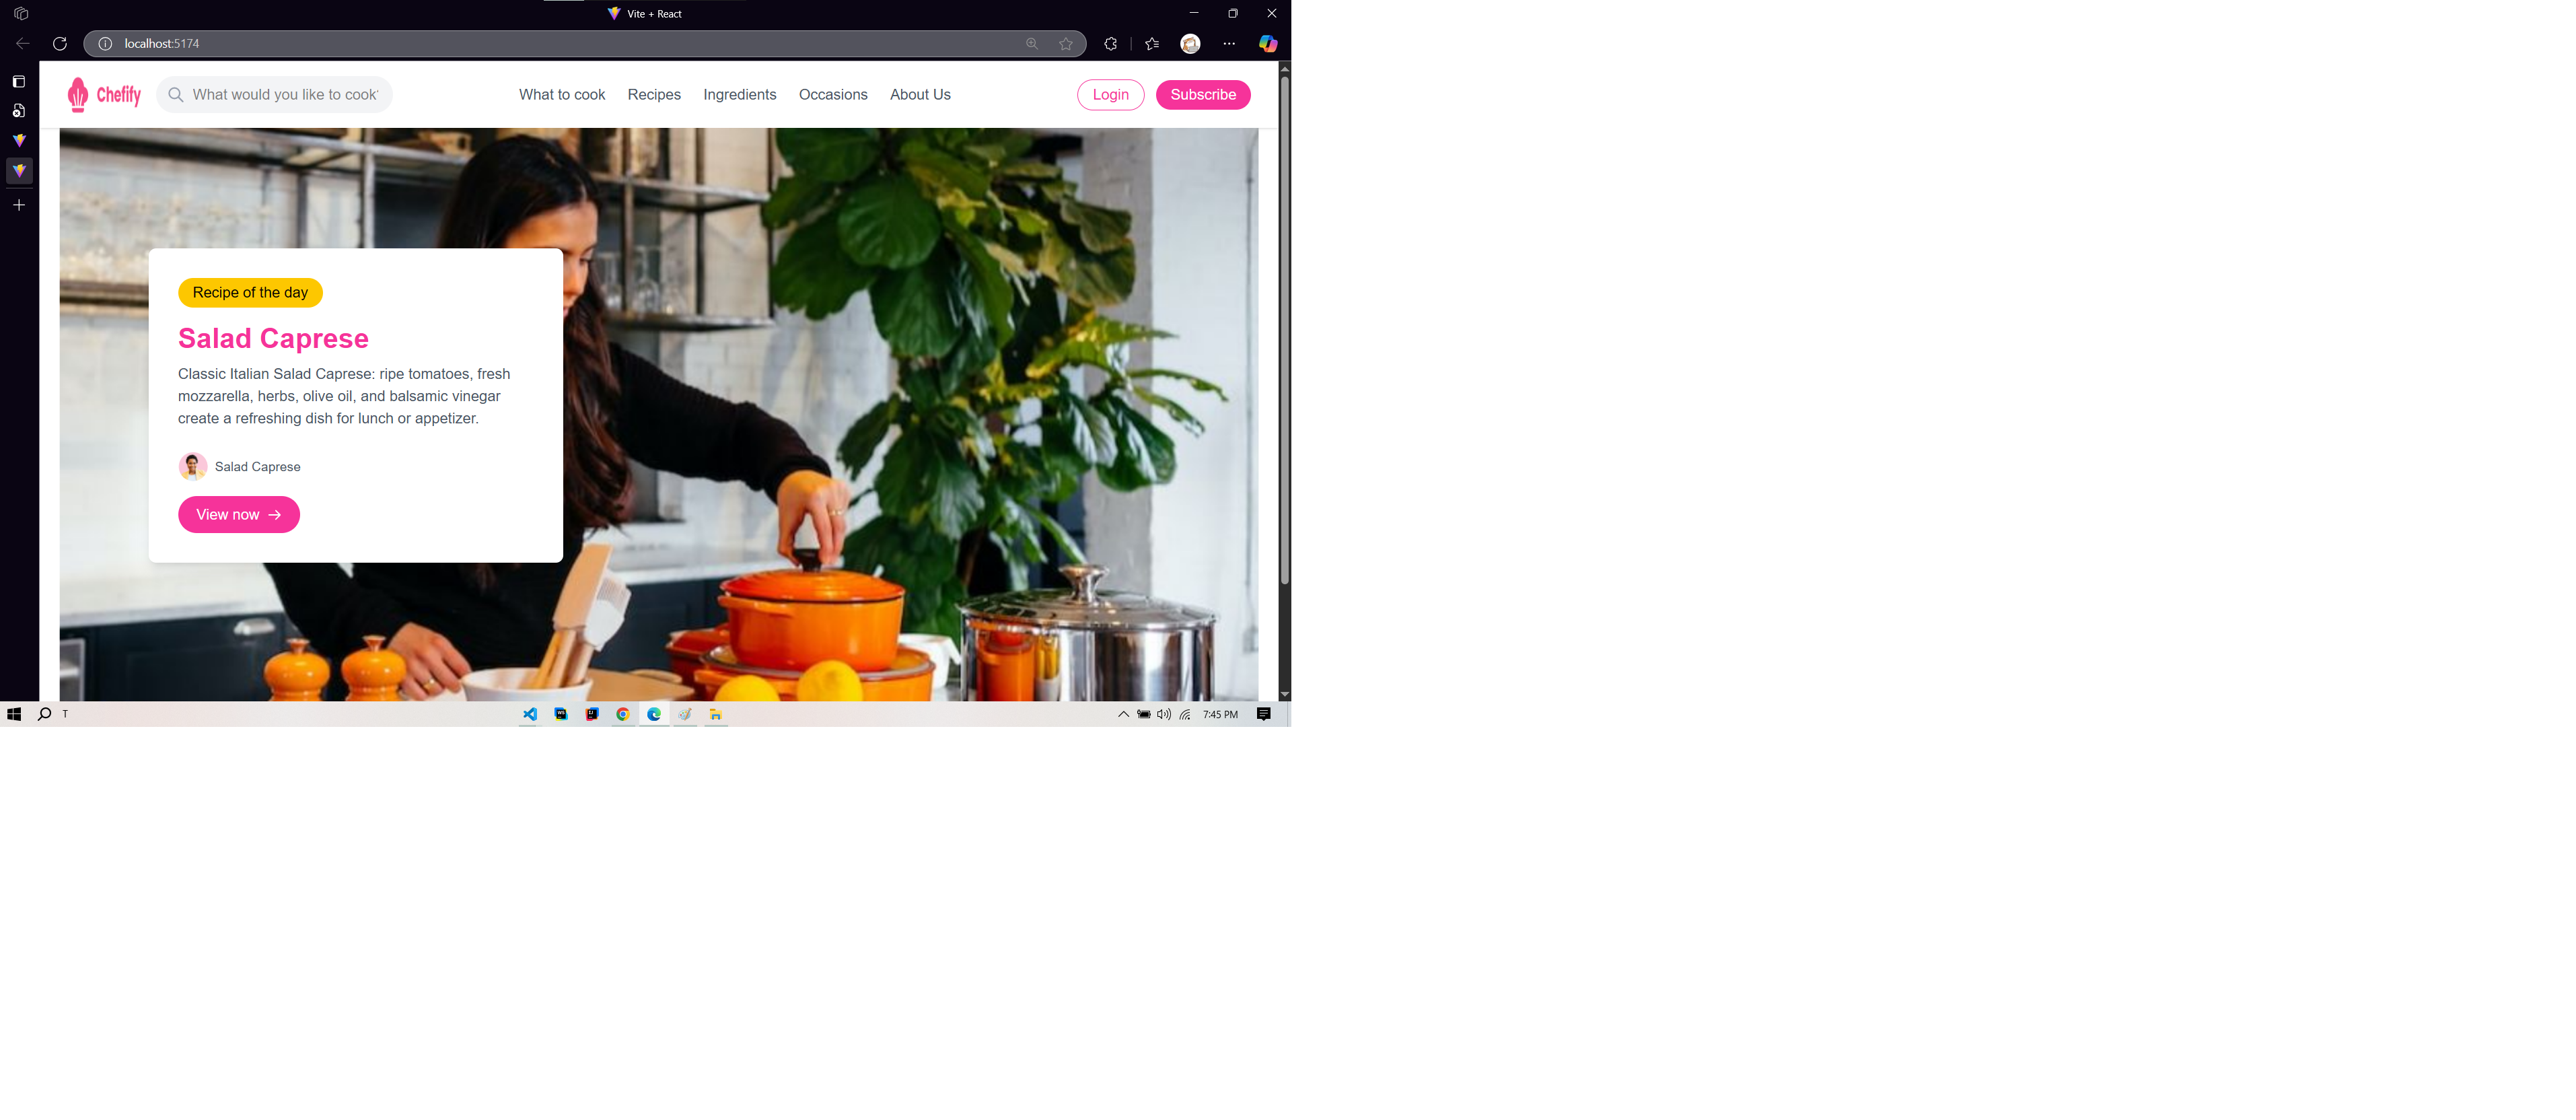 Vite + React
localhost:5174
Chefify
What would you like to cook?
What to cook
Recipes
Ingredients
Occasions
About Us
Login
Subscribe
Recipe of the day
Salad Caprese
Classic Italian Salad Caprese: ripe tomatoes, fresh
mozzarella, herbs, olive oil, and balsamic vinegar
create a refreshing dish for lunch or appetizer.
Salad Caprese
View now →
T
7:45 PM